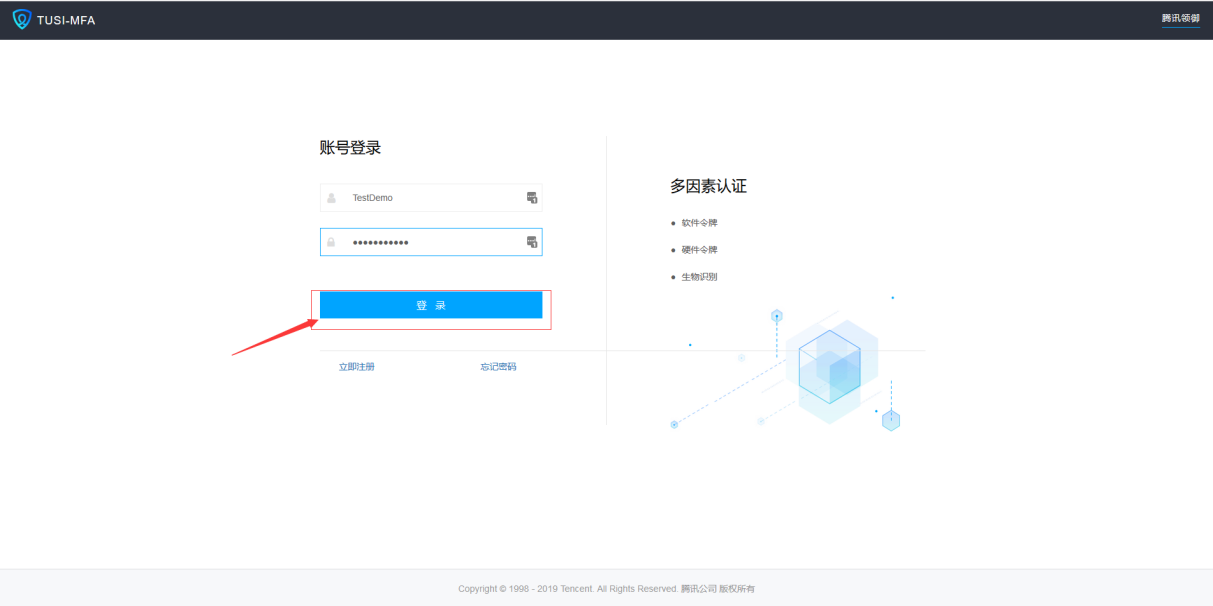 TUSI-MFA
腾讯领御
账号登录
TestDemo
•••••••••••
登 录
立即注册
忘记密码
多因素认证
• 软件令牌
• 硬件令牌
• 生物识别
Copyright © 1998 - 2019 Tencent. All Rights Reserved. 腾讯公司 版权所有